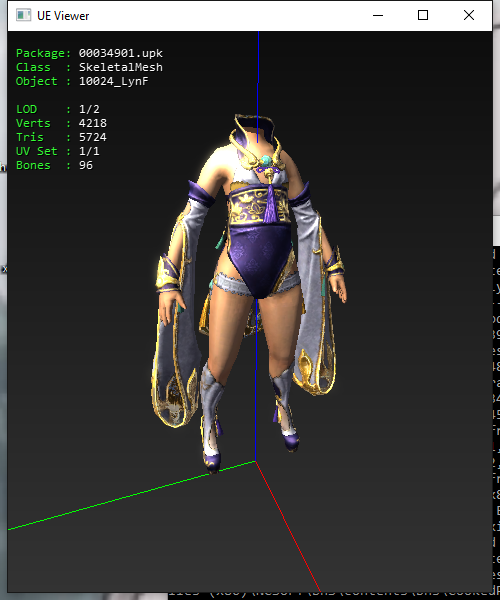 UE Viewer
Package: 00034901.upk
Class : SkeletalMesh
Object : 10024_LynF
LOD : 1/2
Verts : 4218
Tris : 5724
UV Set : 1/1
Bones : 96